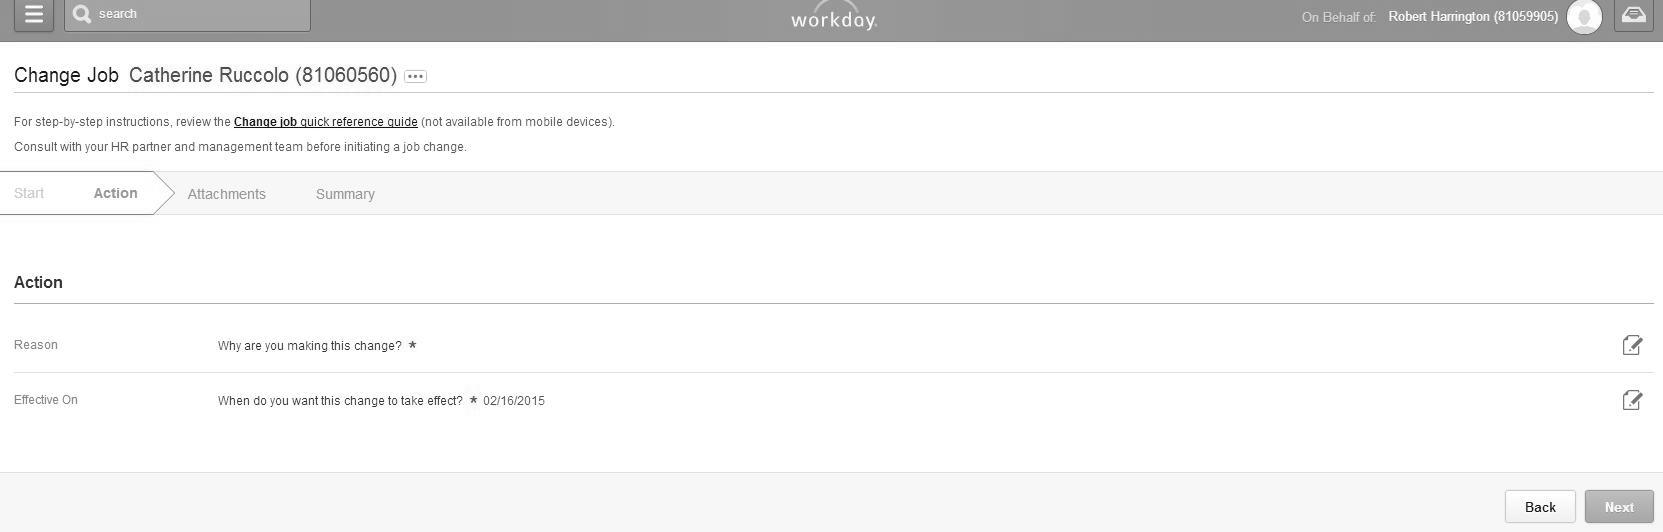 search
workday.
On Behalf of: Robert Harrington (81059905)
Change Job Catherine Ruccolo (81060560)
For step-by-step instructions, review the Change job quick reference guide (not available from mobile devices).
Consult with your HR partner and management team before initiating a job change.
Start Action Attachments Summary
Action
Reason Why are you making this change? *
Effective On When do you want this change to take effect? * 02/16/2015
Back Next